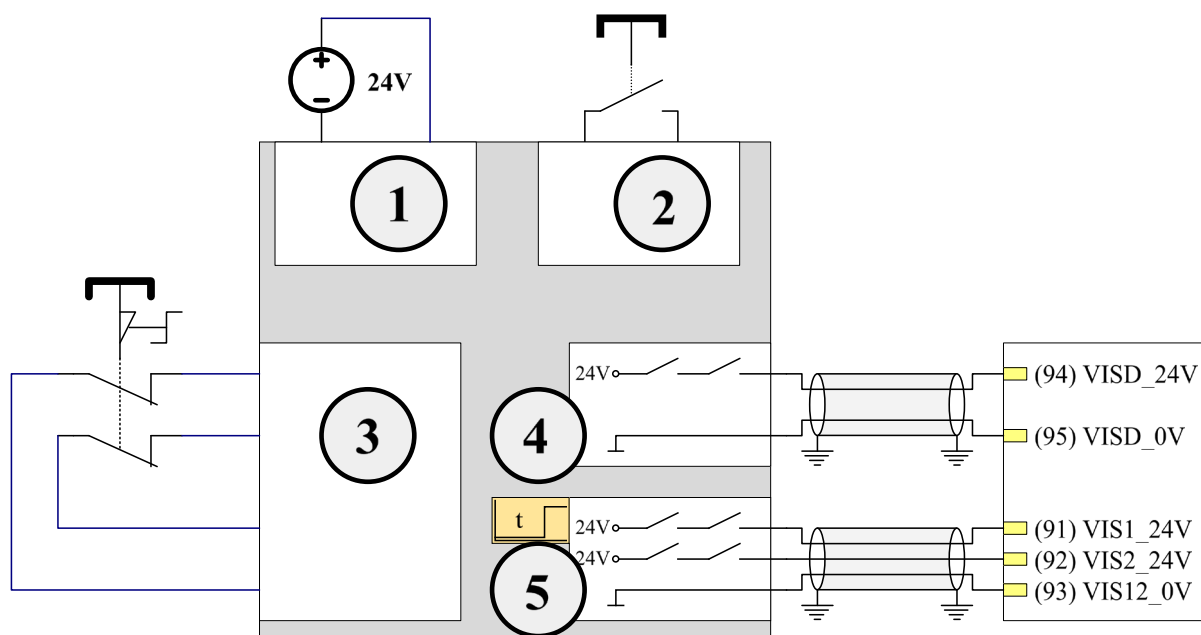 24V
1
2
3
24V
4
(94) VISD_24V
(95) VISD_0V
t
24V
(91) VIS1_24V
24V
(92) VIS2_24V
5
(93) VIS12_0V